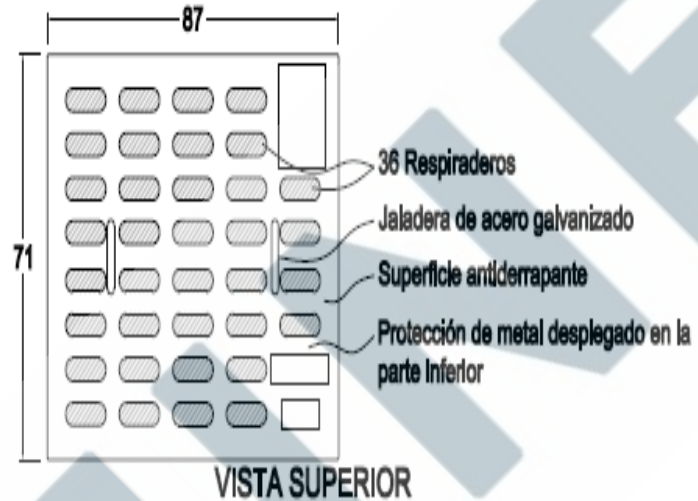 87
71
36 Respiraderos
Jaladera de acero galvanizado
Superficie antiderrapante
Protección de metal desplegado en la
parte Inferior
VISTA SUPERIOR